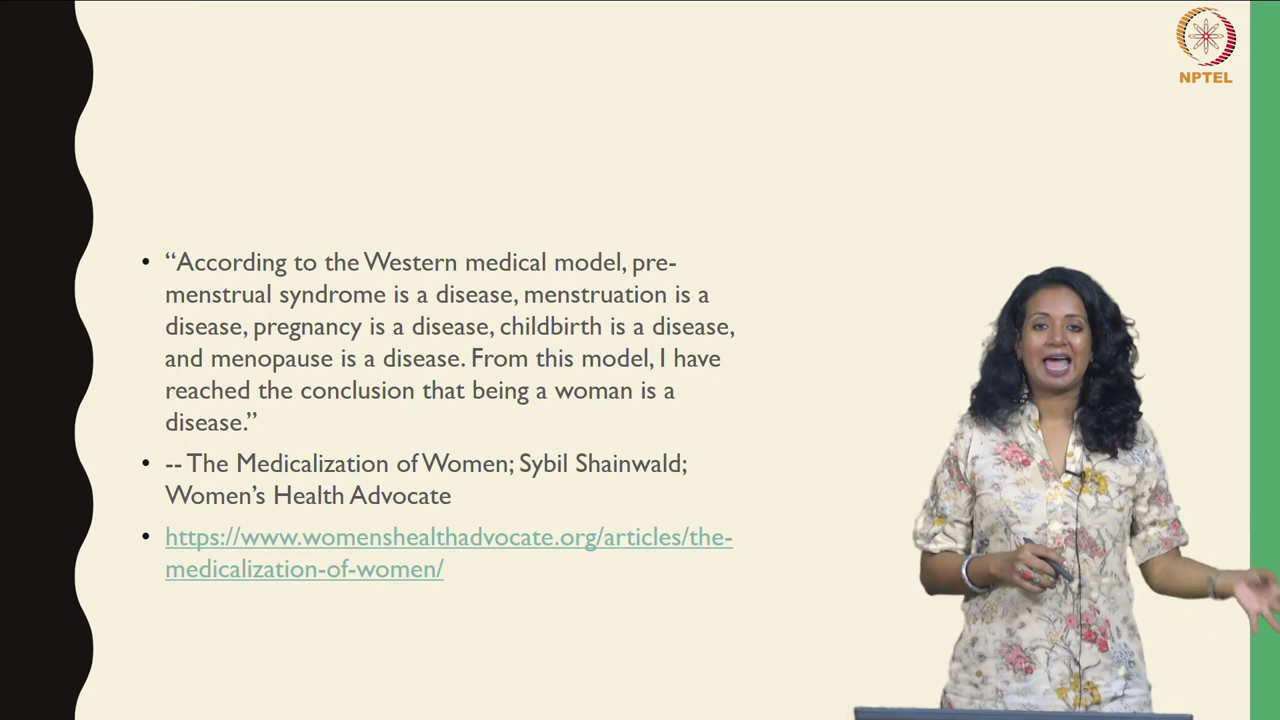 NPTEL
• “According to the Western medical model, pre-
menstrual syndrome is a disease, menstruation is a
disease, pregnancy is a disease, childbirth is a disease,
and menopause is a disease. From this model, I have
reached the conclusion that being a woman is a
disease.”
• -- The Medicalization of Women; Sybil Shainwald;
Women’s Health Advocate
• https://www.womenshealthadvocate.org/articles/the-
medicalization-of-women/